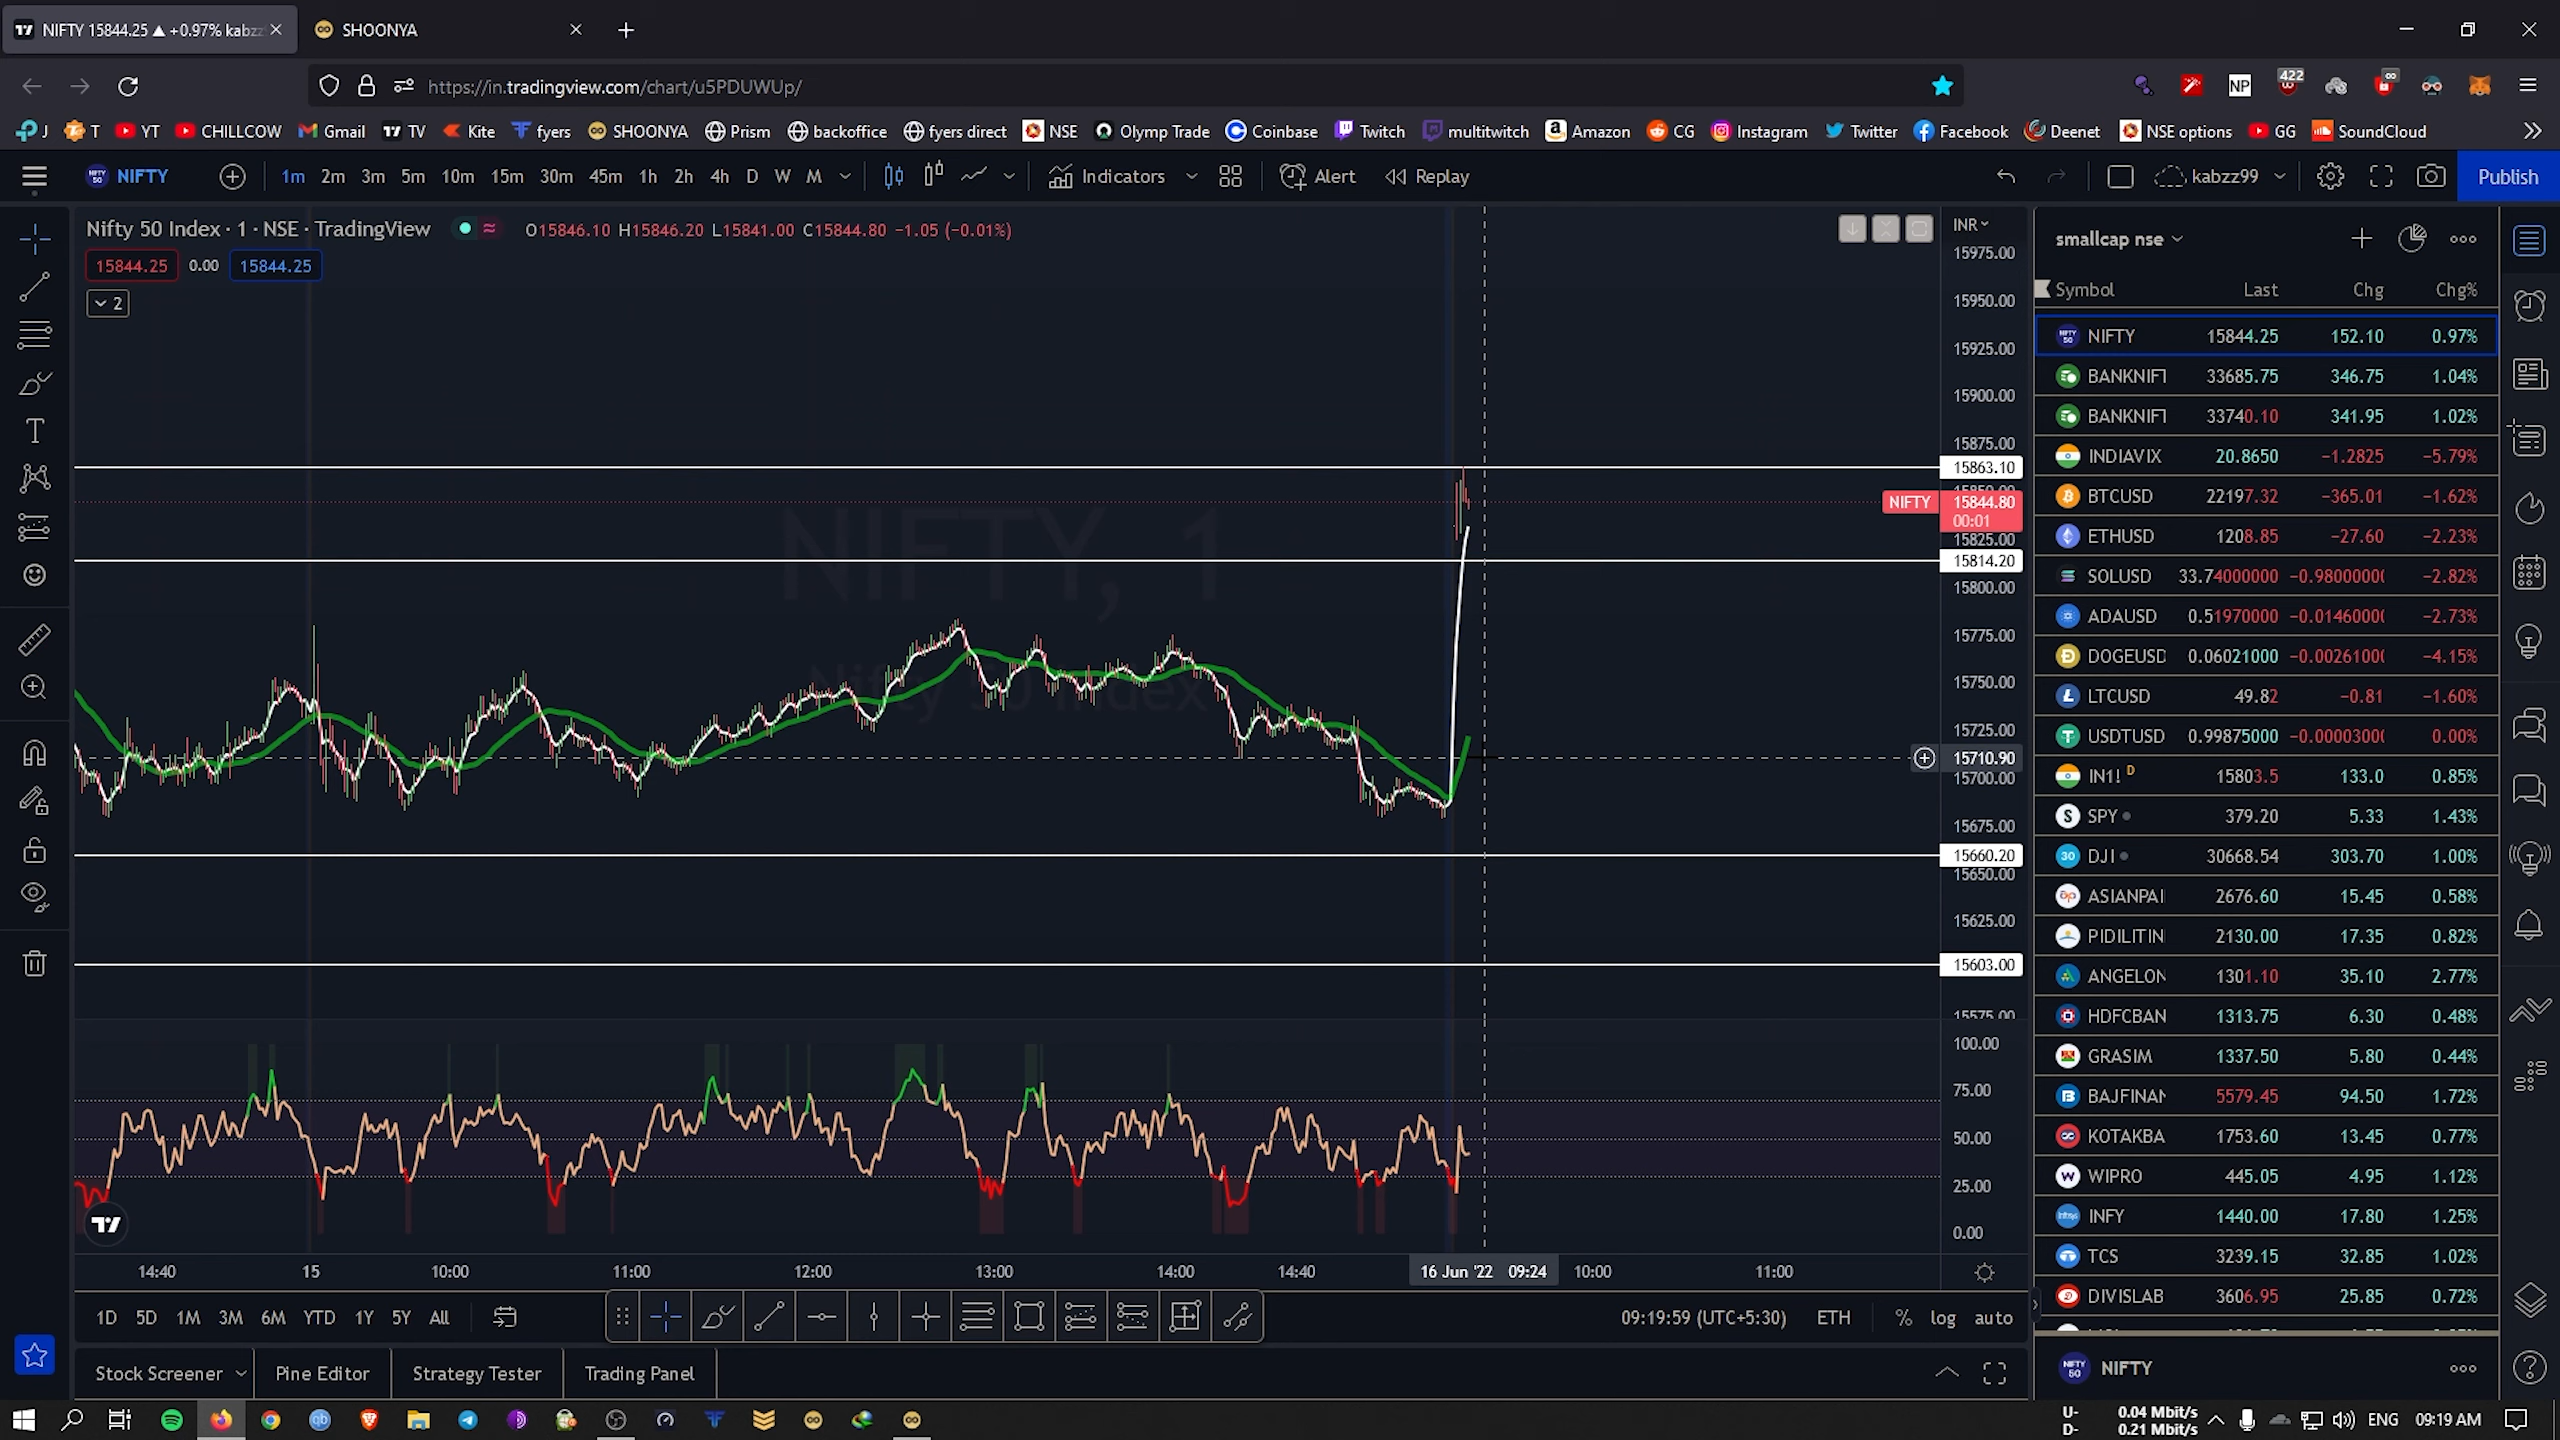 NIFTY 15844.25 ▲ +0.97% kabzz
SHOONYA
https://in.tradingview.com/chart/u5PDUWUp/
NP
422
J
T
YT
CHILLCOW
Gmail
TV
Kite
fyers
SHOONYA
Prism
backoffice
fyers direct
NSE
Olymp Trade
Coinbase
Twitch
multitwitch
Amazon
CG
Instagram
Twitter
Facebook
Deenet
NSE options
GG
SoundCloud
NIFTY
1m 2m 3m 5m 10m 15m 30m 45m 1h 2h 4h D W M
Indicators
Alert
Replay
kabzz99
Publish
Nifty 50 Index · 1 · NSE · TradingView
O15846.10 H15846.20 L15841.00 C15844.80 −1.05 (−0.01%)
15844.25 0.00 15844.25
2
NIFTY, 1
Nifty 50 Index
INR
15975.00
15950.00
15925.00
15900.00
15875.00
15863.10
NIFTY 15844.80
00:01
15825.00
15814.20
15800.00
15775.00
15750.00
15725.00
15710.90
15700.00
15675.00
15660.20
15650.00
15625.00
15603.00
15575.00
100.00
75.00
50.00
25.00
0.00
14:40 15 10:00 11:00 12:00 13:00 14:00 14:40 16 Jun '22 09:24 10:00 11:00
1D 5D 1M 3M 6M YTD 1Y 5Y All
09:19:59 (UTC+5:30) ETH % log auto
Stock Screener
Pine Editor
Strategy Tester
Trading Panel
smallcap nse
Symbol Last Chg Chg%
NIFTY 15844.25 152.10 0.97%
BANKNIFT 33685.75 346.75 1.04%
BANKNIFT 33740.10 341.95 1.02%
INDIAVIX 20.8650 −1.2825 −5.79%
BTCUSD 22197.32 −365.01 −1.62%
ETHUSD 1208.85 −27.60 −2.23%
SOLUSD 33.74000000 −0.9800000 −2.82%
ADAUSD 0.51970000 −0.0146000 −2.73%
DOGEUSD 0.06021000 −0.0026100 −4.15%
LTCUSD 49.82 −0.81 −1.60%
USDTUSD 0.99875000 −0.0000300 0.00%
IN1! D 15803.5 133.0 0.85%
SPY 379.20 5.33 1.43%
DJI 30668.54 303.70 1.00%
ASIANPAI 2676.60 15.45 0.58%
PIDILITIN 2130.00 17.35 0.82%
ANGELON 1301.10 35.10 2.77%
HDFCBAN 1313.75 6.30 0.48%
GRASIM 1337.50 5.80 0.44%
BAJFINAN 5579.45 94.50 1.72%
KOTAKBA 1753.60 13.45 0.77%
WIPRO 445.05 4.95 1.12%
INFY 1440.00 17.80 1.25%
TCS 3239.15 32.85 1.02%
DIVISLAB 3606.95 25.85 0.72%
NIFTY
U- 0.04 Mbit/s
D- 0.21 Mbit/s
ENG 09:19 AM